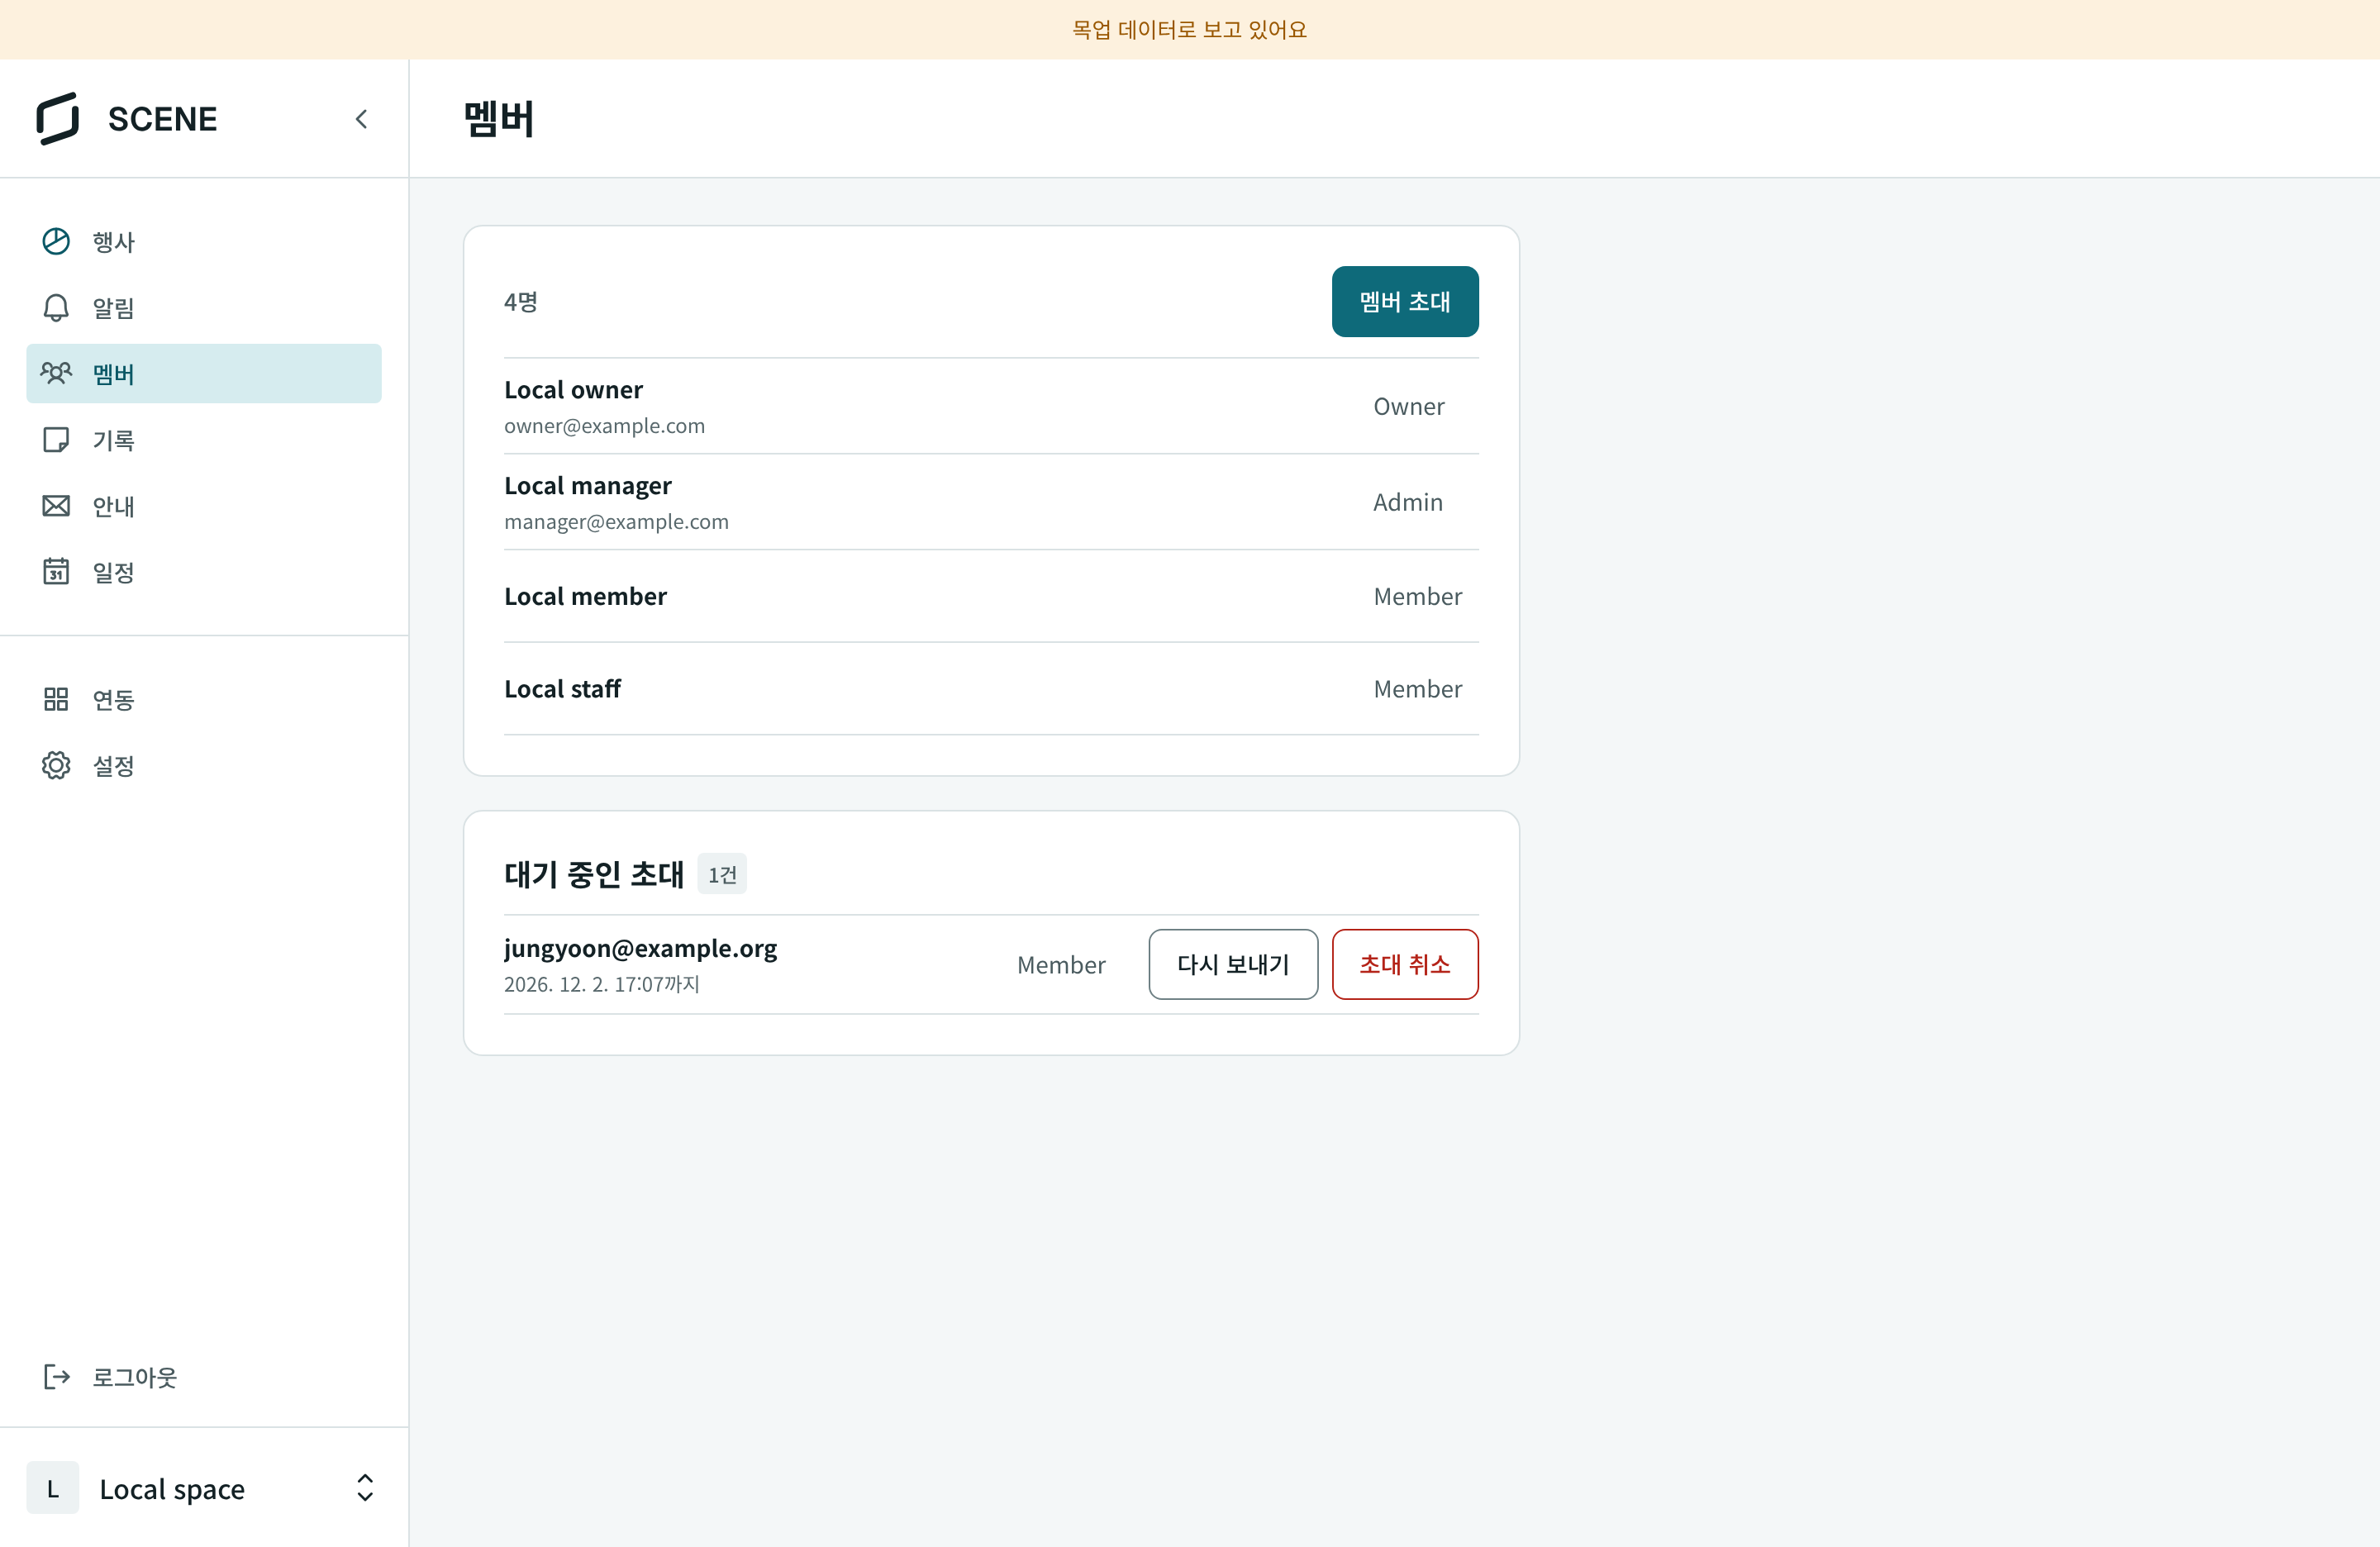 목업 데이터로 보고 있어요
SCENE
멤버
행사
알림
멤버
기록
안내
31 일정
연동
설정
로그아웃
L Local space
4명 멤버 초대
Local owner
owner@example.com
Owner
Local manager
manager@example.com
Admin
Local member Member
Local staff Member
대기 중인 초대 1건
jungyoon@example.org
2026. 12. 2. 17:07까지
Member 다시 보내기 초대 취소